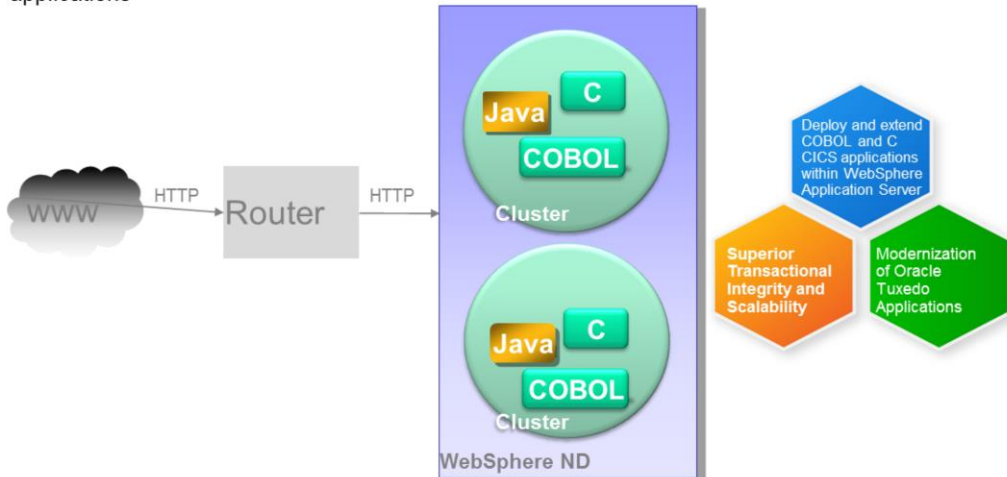 applications
WWW
HTTP
Router
HTTP
Java
C
COBOL
Cluster
Java
C
COBOL
Cluster
WebSphere ND
Deploy and extend
COBOL and C
CICS applications
within WebSphere
Application Server
Superior
Transactional
Integrity and
Scalability
Modernization
of Oracle
Tuxedo
Applications